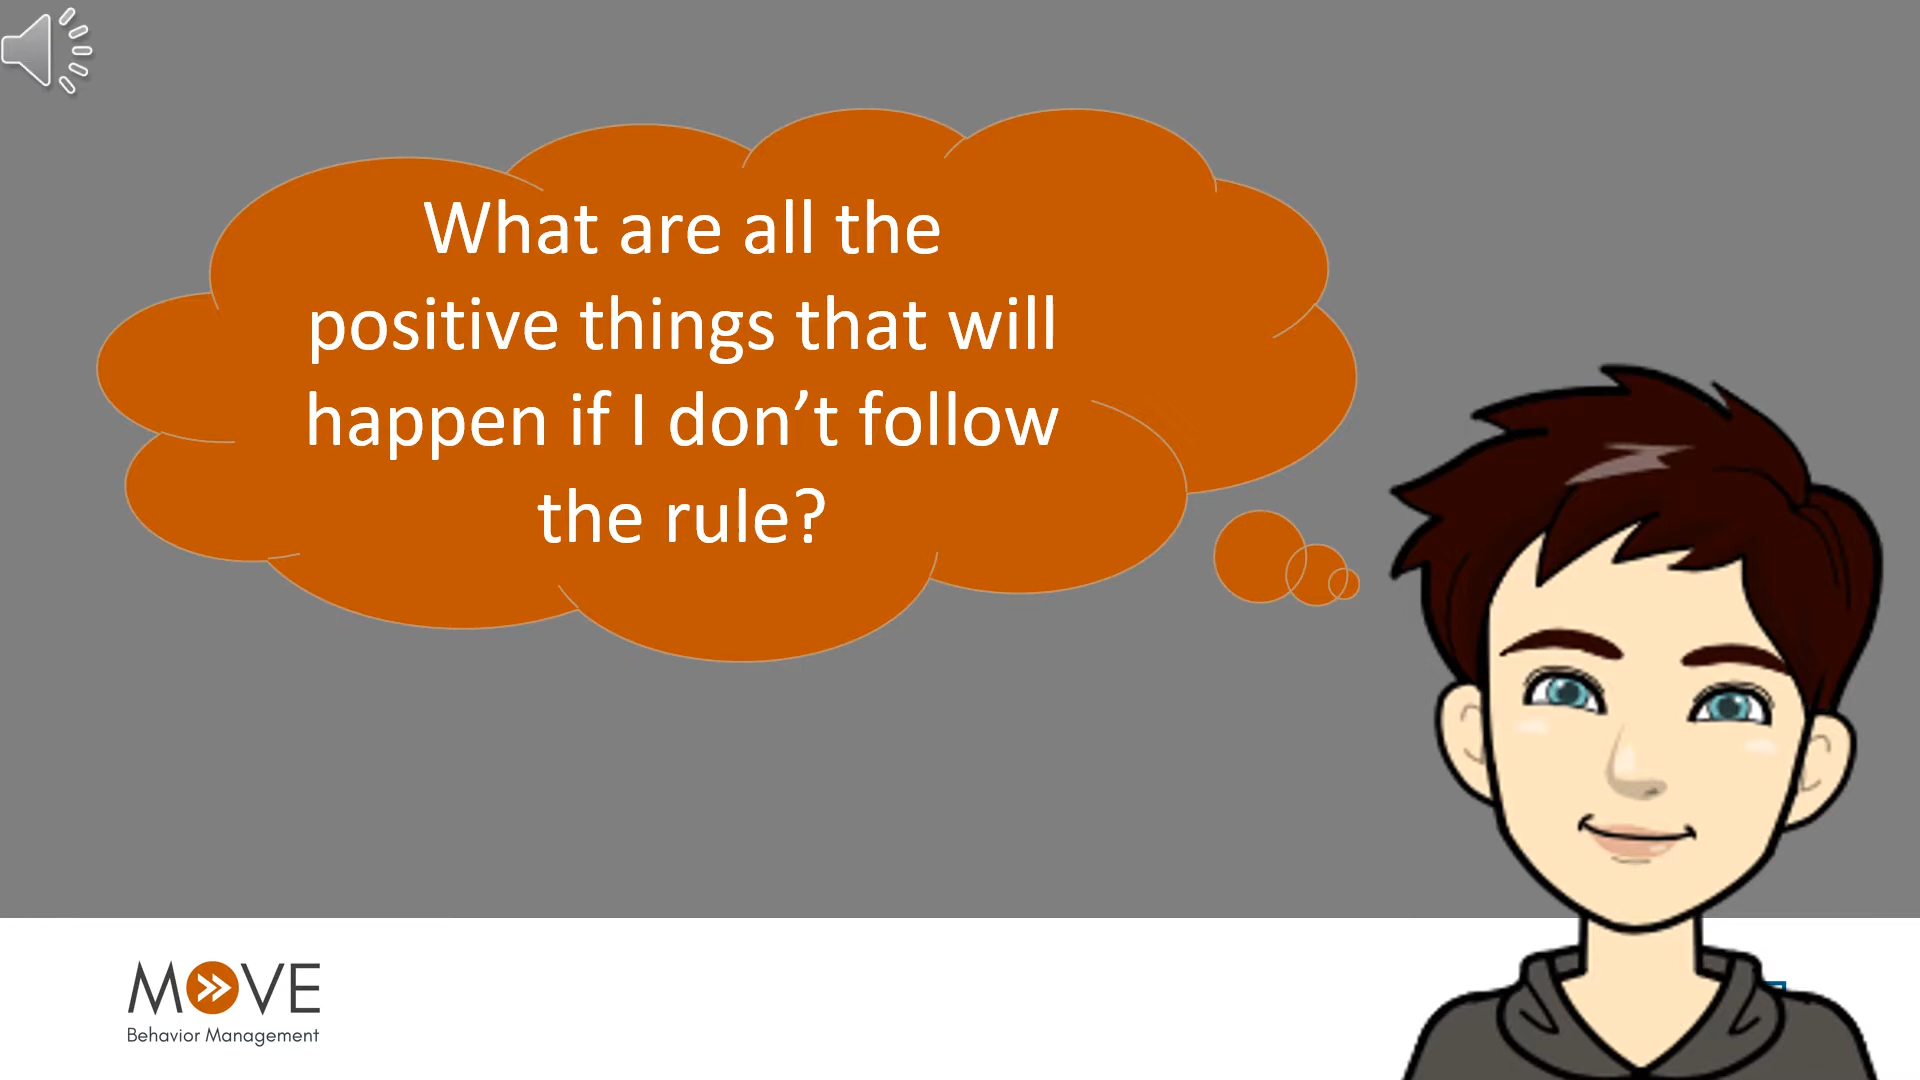 What are all the
positive things that will
happen if I don’t follow
the rule?
MOVE
Behavior Management